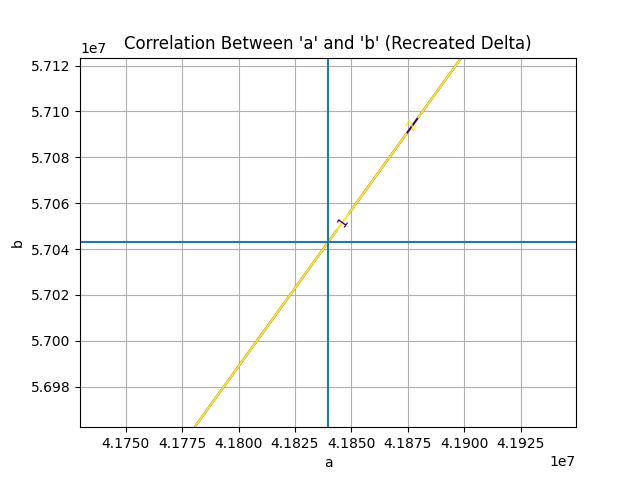 Correlation Between 'a' and 'b' (Recreated Delta)
1e7
5.712
5.710
5.708
5.706
5.704
5.702
5.700
5.698
b
1
4.1750 4.1775 4.1800 4.1825 4.1850 4.1875 4.1900 4.1925
a
1e7